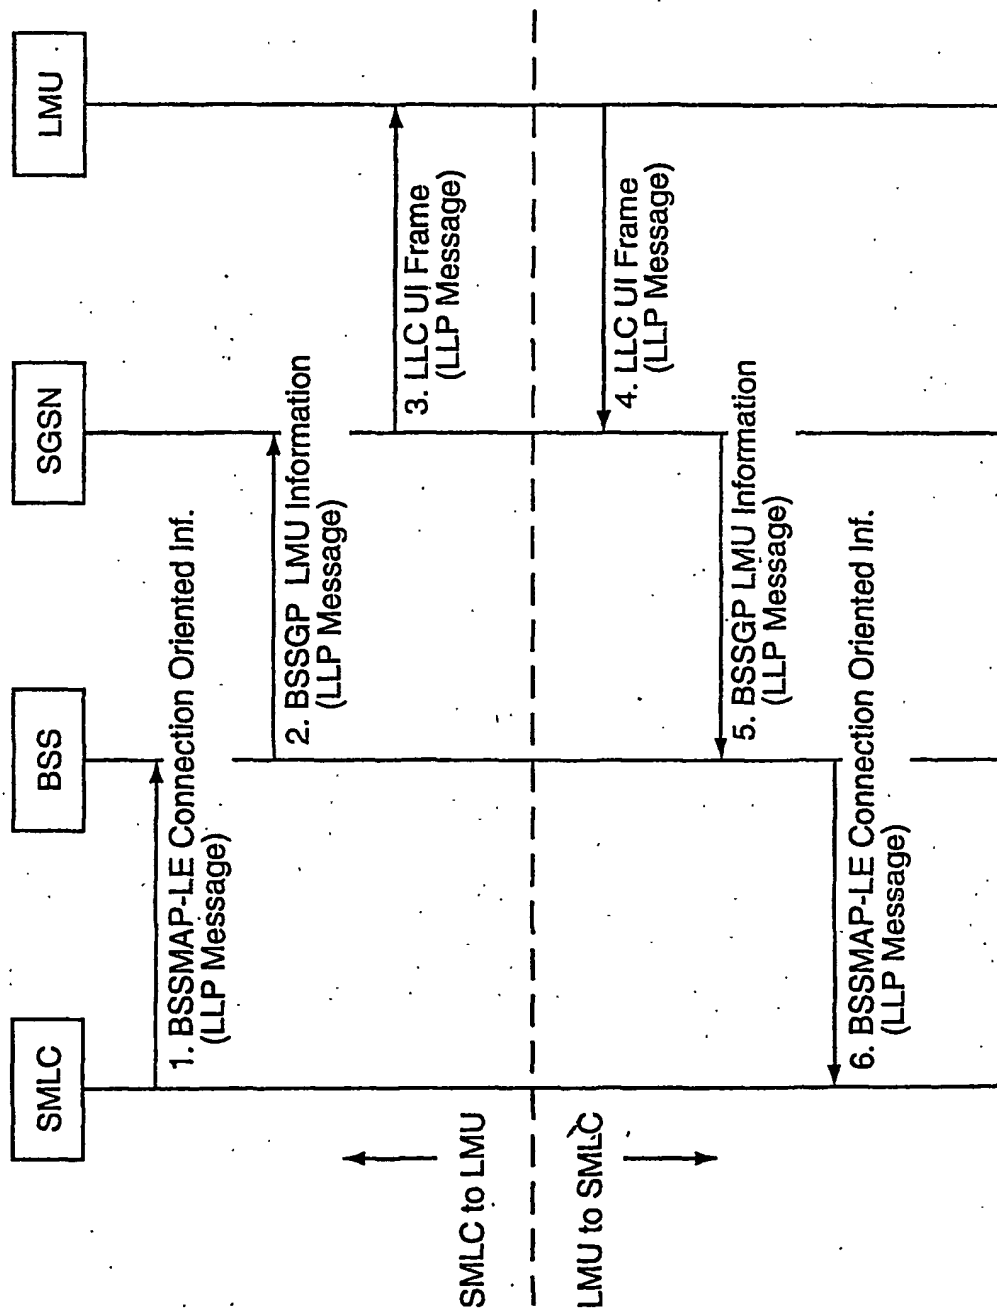 SMLC
BSS
SGSN
LMU
1. BSSMAP-LE Connection Oriented Inf.
(LLP Message)
2. BSSGP LMU Information
(LLP Message)
3. LLC UI Frame
(LLP Message)
SMLC to LMU
LMU to SMLC
4. LLC UI Frame
(LLP Message)
5. BSSGP LMU Information
(LLP Message)
6. BSSMAP-LE Connection Oriented Inf.
(LLP Message)